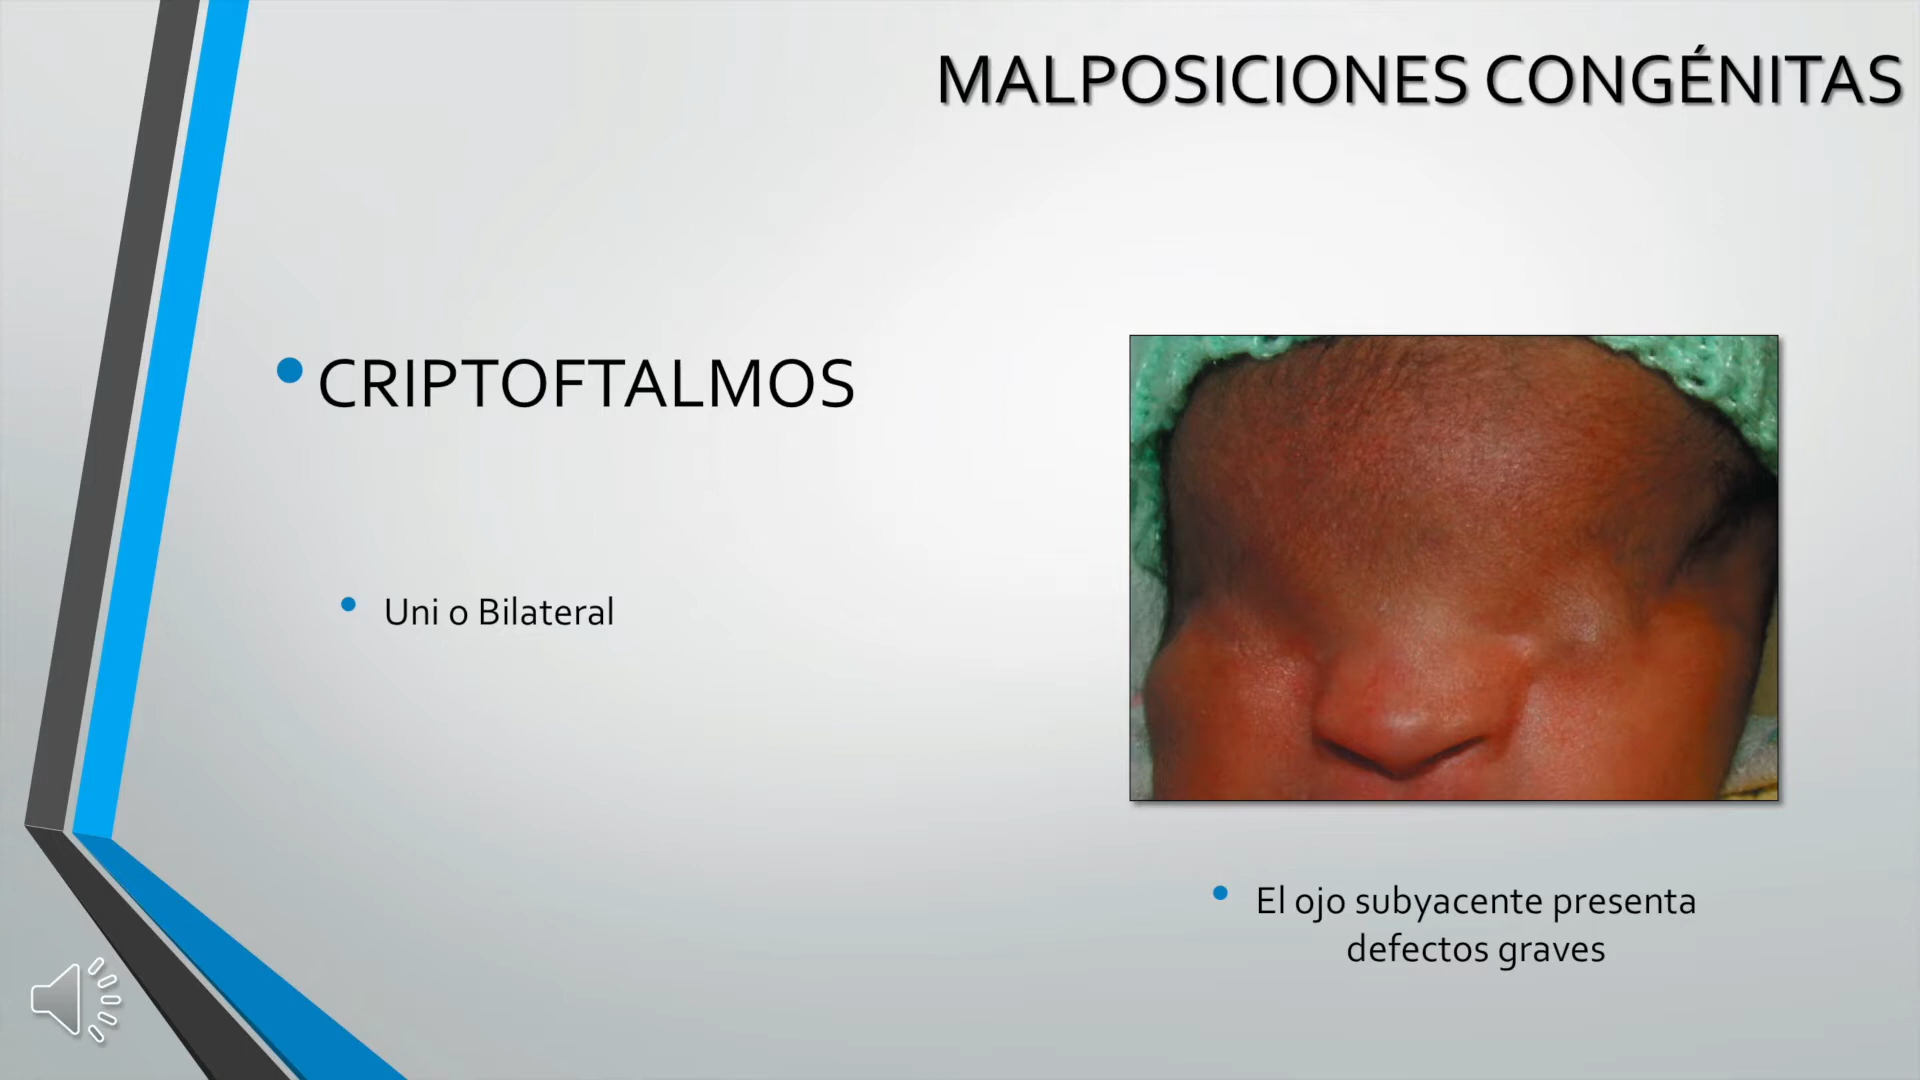 MALPOSICIONES CONGÉNITAS
CRIPTOFTALMOS
Uni o Bilateral
El ojo subyacente presenta
defectos graves